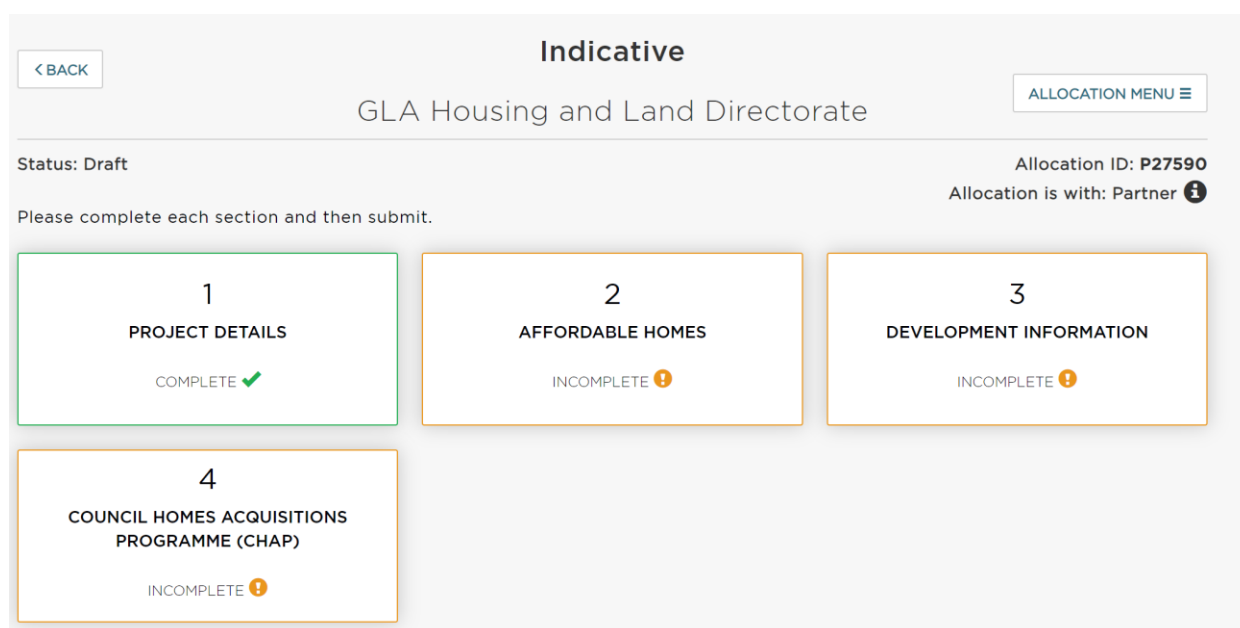 Indicative
< BACK
ALLOCATION MENU ≡
GLA Housing and Land Directorate
Status: Draft
Allocation ID: P27590
Allocation is with: Partner
Please complete each section and then submit.
1
PROJECT DETAILS
COMPLETE
2
AFFORDABLE HOMES
INCOMPLETE
3
DEVELOPMENT INFORMATION
INCOMPLETE
4
COUNCIL HOMES ACQUISITIONS
PROGRAMME (CHAP)
INCOMPLETE